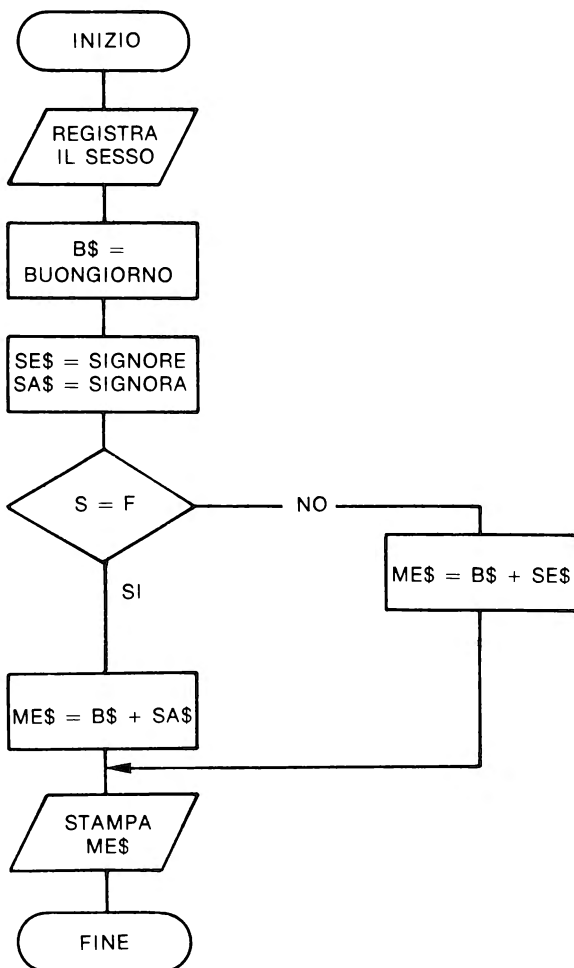 INIZIO
REGISTRA
IL SESSO
B$ =
BUONGIORNO
SE$ = SIGNORE
SA$ = SIGNORA
S = F
NO
ME$ = B$ + SE$
SI
ME$ = B$ + SA$
STAMPA
ME$
FINE